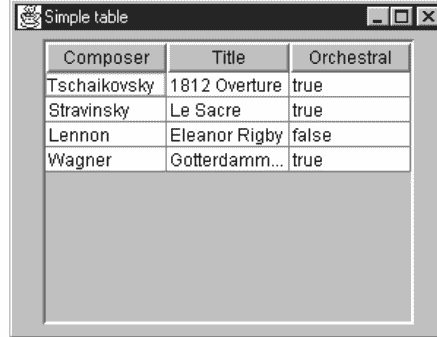 Simple table
Composer Title Orchestral
Tschaikovsky 1812 Overture true
Stravinsky Le Sacre true
Lennon Eleanor Rigby false
Wagner Gotterdamm... true